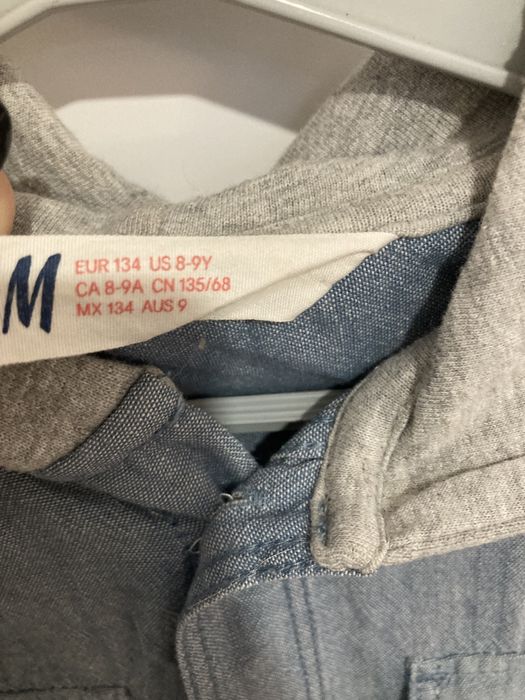 M
EUR 134 US 8-9Y
CA 8-9A CN 135/68
MX 134 AUS 9